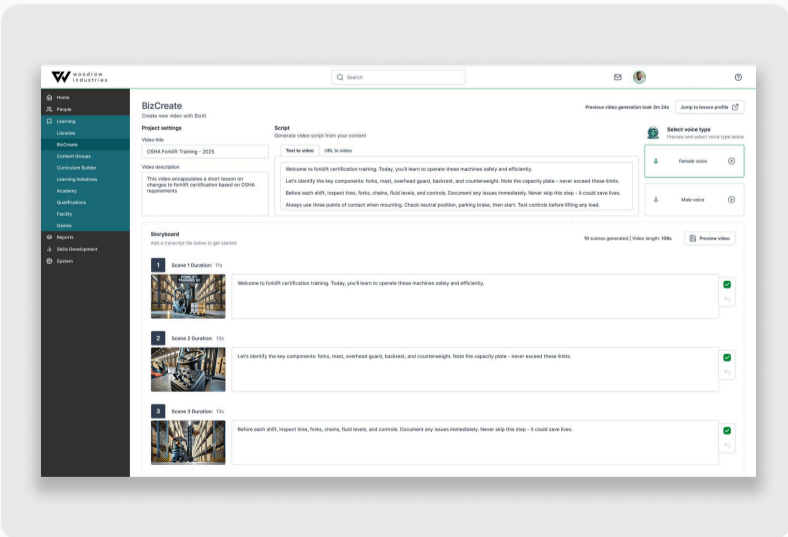 woodrow
industries
Search
Home
People
Learning
Libraries
BizCreate
Content Groups
Curriculum Builder
Learning Initiatives
Academy
Qualifications
Facility
Games
Reports
Skills Development
System
BizCreate
Create new video with BizAI
Previous video generation took 3m 24s
Jump to lesson profile
Project settings
Video title
OSHA Forklift Training - 2025
Video description
This video encapsulates a short lesson on
changes to forklift certification based on OSHA
requirements
Script
Generate video script from your content
Text to video
URL to video
Welcome to forklift certification training. Today, you'll learn to operate these machines safely and efficiently.
Let's identify the key components: forks, mast, overhead guard, backrest, and counterweight. Note the capacity plate - never exceed these limits.
Before each shift, inspect tires, forks, chains, fluid levels, and controls. Document any issues immediately. Never skip this step - it could save lives.
Always use three points of contact when mounting. Check neutral position, parking brake, then start. Test controls before lifting any load.
Select voice type
Preview and select voice type below
Female voice
Male voice
Storyboard
Add a transcript file below to get started
10 scenes generated | Video length: 109s
Preview video
1
Scene 1 Duration: 11s
FORKLIFT
Welcome to forklift certification training. Today, you'll learn to operate these machines safely and efficiently.
2
Scene 2 Duration: 13s
Let's identify the key components: forks, mast, overhead guard, backrest, and counterweight. Note the capacity plate - never exceed these limits.
3
Scene 3 Duration: 13s
Before each shift, inspect tires, forks, chains, fluid levels, and controls. Document any issues immediately. Never skip this step - it could save lives.